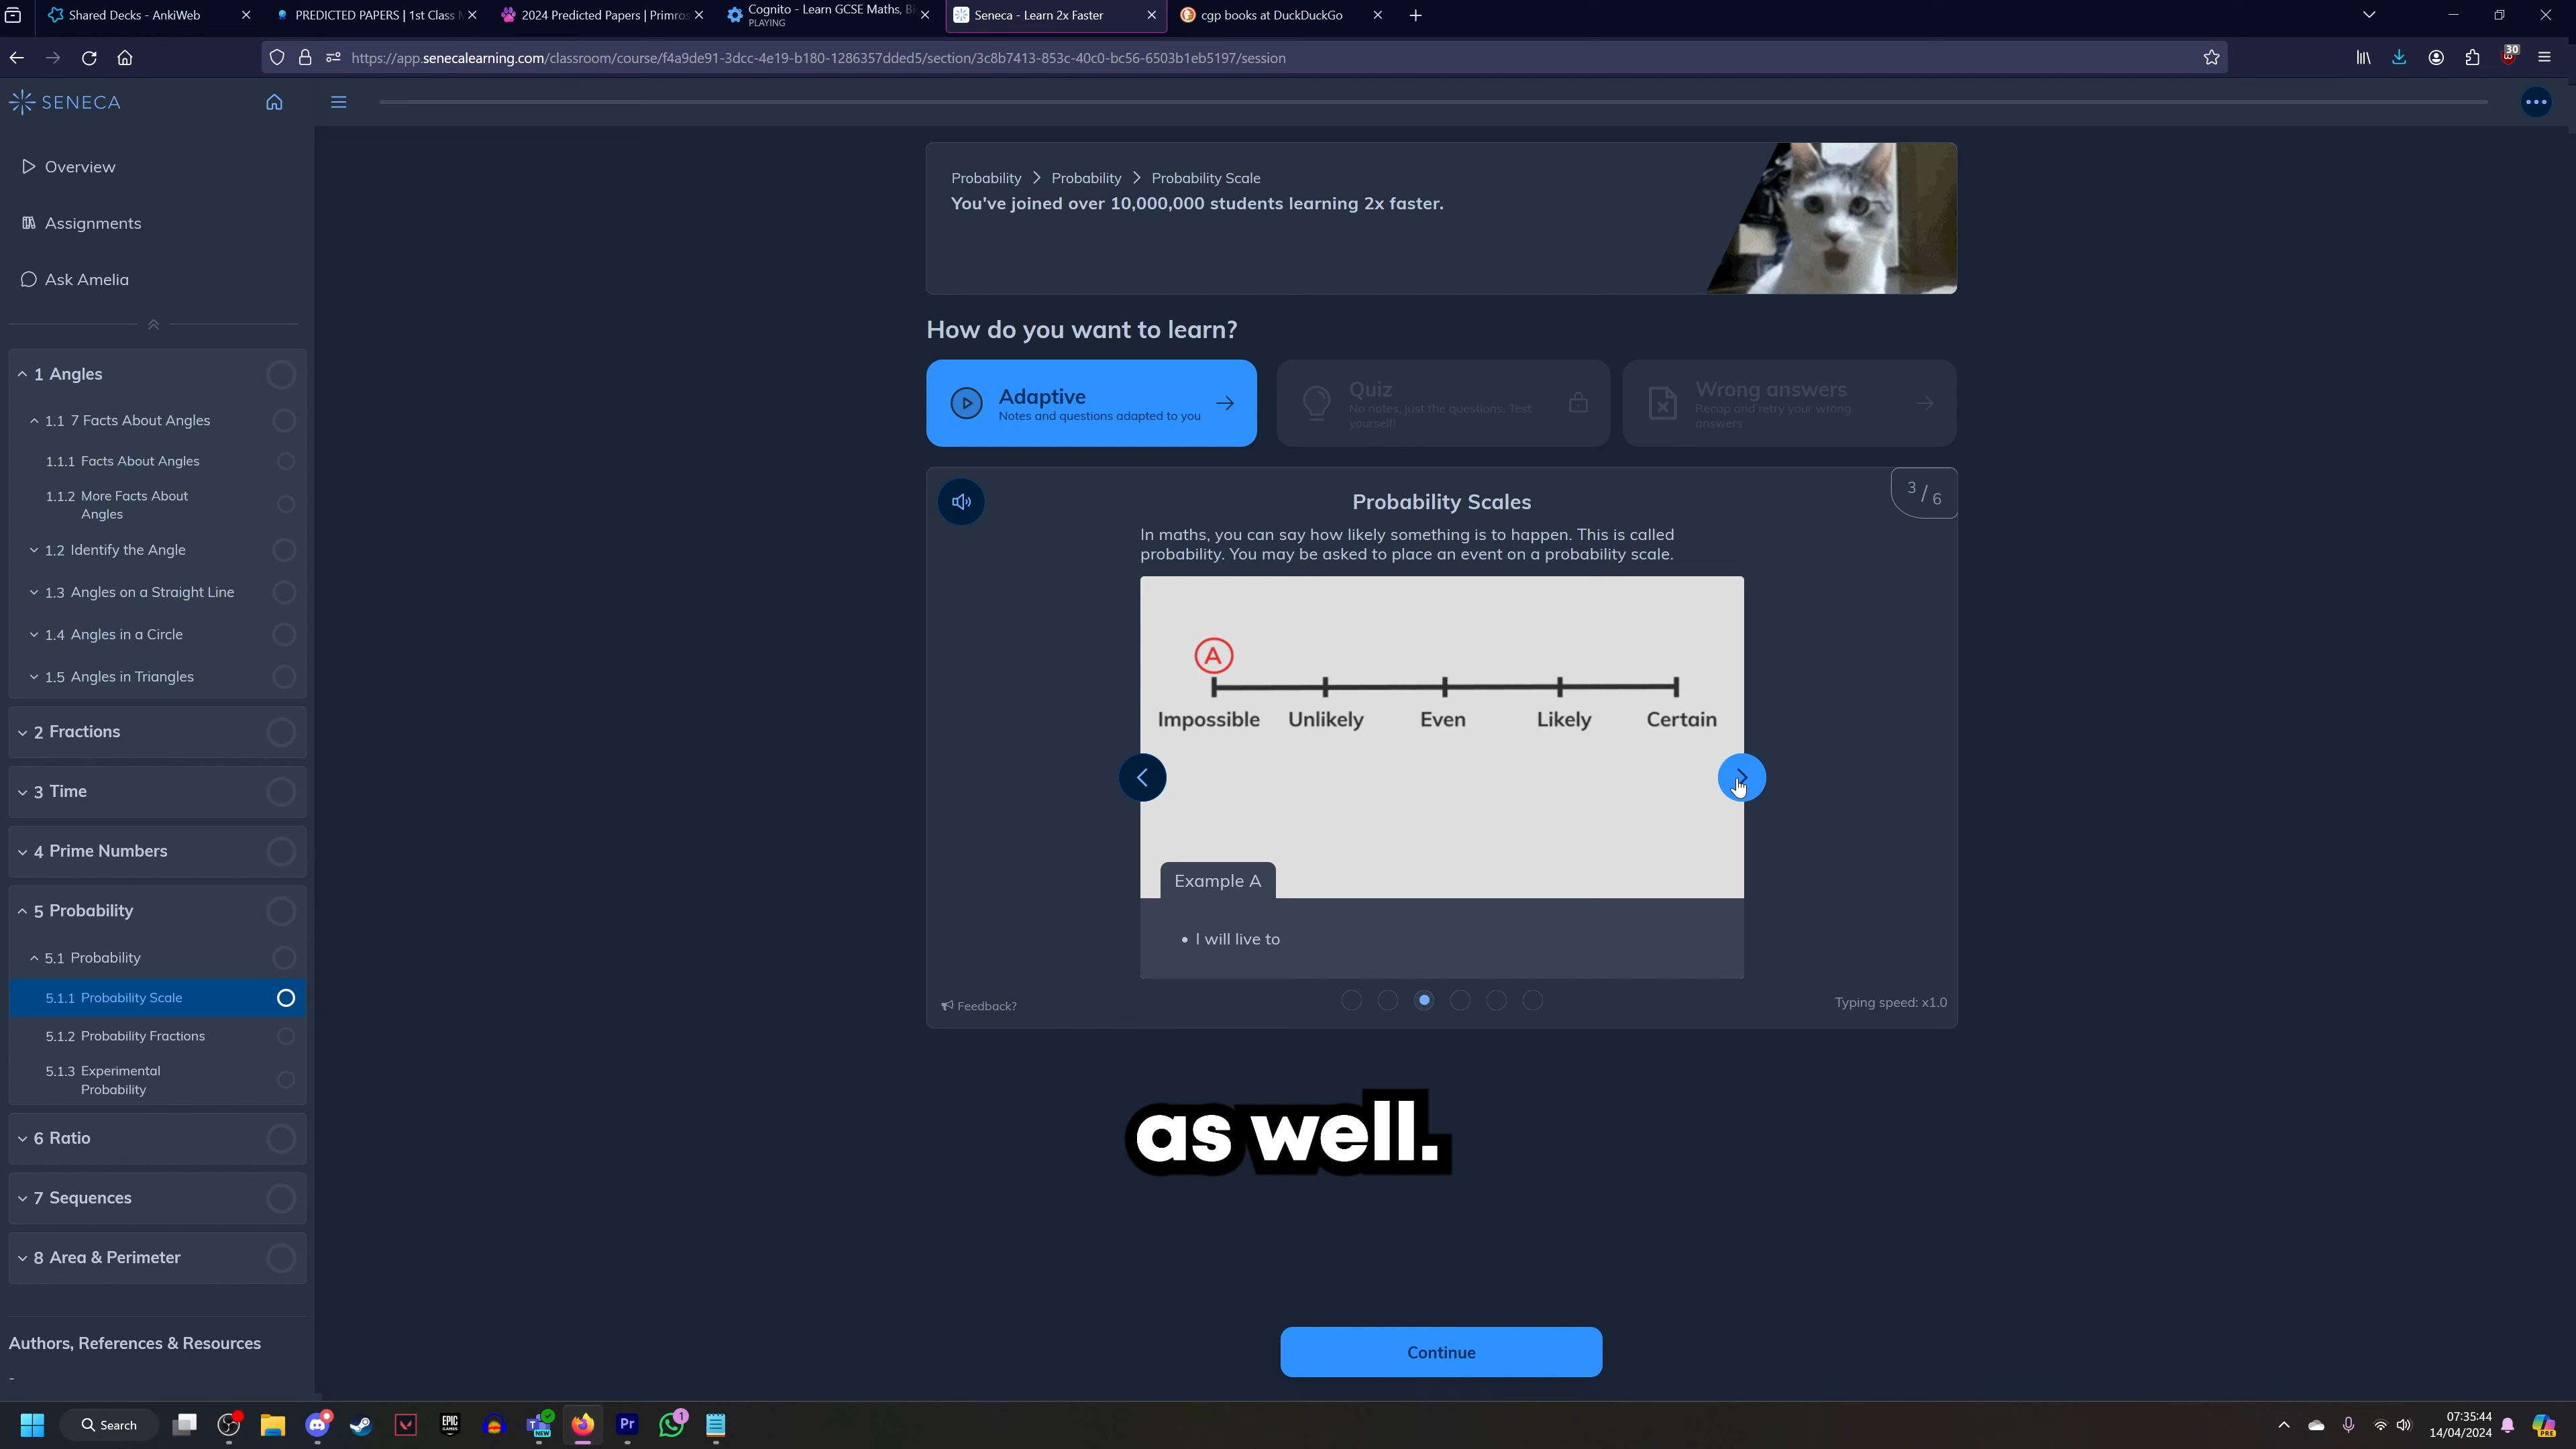 Shared Decks - AnkiWeb
PREDICTED PAPERS | 1st Class M
2024 Predicted Papers | Primros
Cognito - Learn GCSE Maths, Bi
PLAYING
Seneca - Learn 2x Faster
cgp books at DuckDuckGo
https://app.senecalearning.com/classroom/course/f4a9de91-3dcc-4e19-b180-1286357dded5/section/3c8b7413-853c-40c0-bc56-6503b1eb5197/session
30
SENECA
Overview
Assignments
Ask Amelia
1 Angles
1.1 7 Facts About Angles
1.1.1 Facts About Angles
1.1.2 More Facts About
Angles
1.2 Identify the Angle
1.3 Angles on a Straight Line
1.4 Angles in a Circle
1.5 Angles in Triangles
2 Fractions
3 Time
4 Prime Numbers
5 Probability
5.1 Probability
5.1.1 Probability Scale
5.1.2 Probability Fractions
5.1.3 Experimental
Probability
6 Ratio
7 Sequences
8 Area & Perimeter
Authors, References & Resources
-
Probability > Probability > Probability Scale
You've joined over 10,000,000 students learning 2x faster.
How do you want to learn?
Adaptive
Notes and questions adapted to you
Quiz
No notes, just the questions. Test
yourself!
Wrong answers
Recap and retry your wrong
answers
3 / 6
Probability Scales
In maths, you can say how likely something is to happen. This is called
probability. You may be asked to place an event on a probability scale.
A
Impossible Unlikely Even Likely Certain
Example A
• I will live to
Feedback?
Typing speed: x1.0
as well.
Continue
Search
EPIC
GAMES
NEW
Pr
1
07:35:44
14/04/2024
PRE